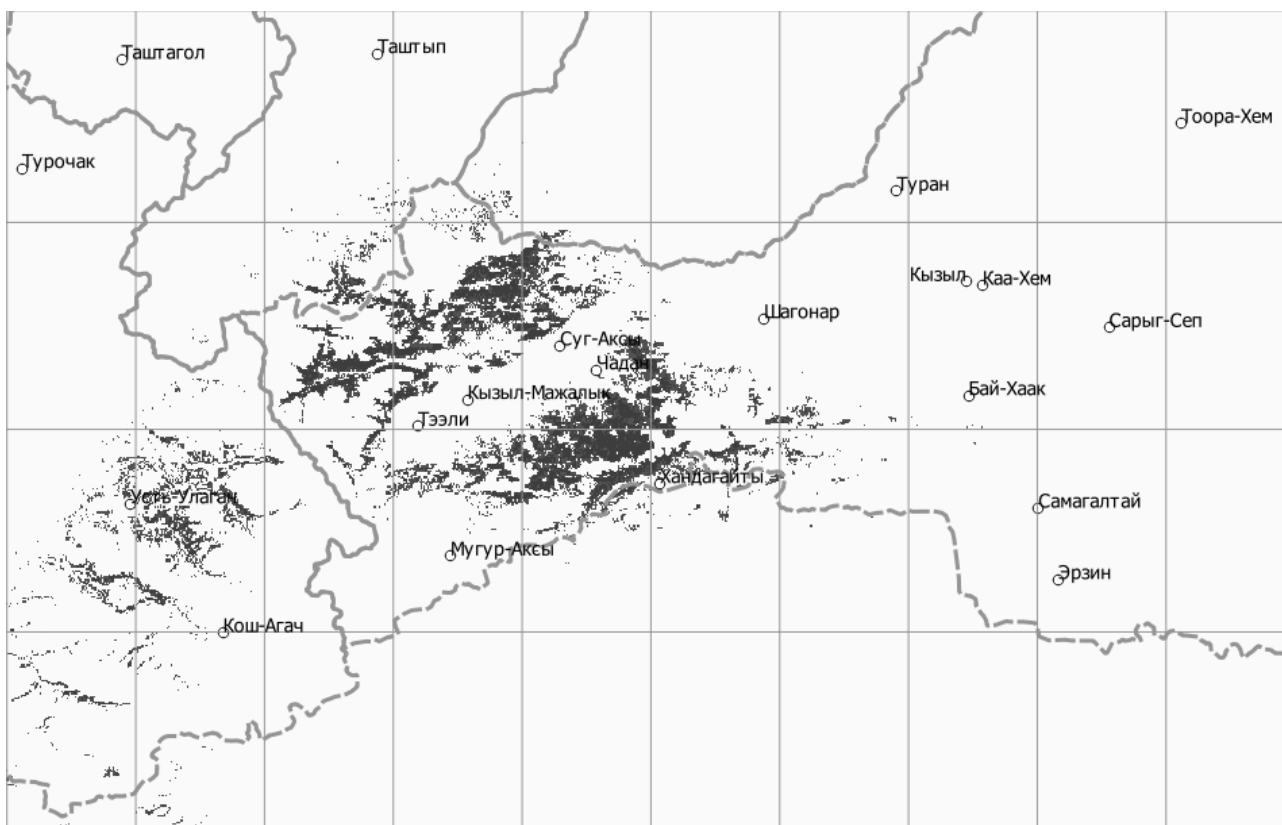 Таштагол
Таштып
Тоора-Хем
Турочак
Туран
Кызыл
Каа-Хем
Шагонар
Сарыг-Сеп
Суг-Аксы
Чадан
Кызыл-Мажалык
Бай-Хаак
Тээли
Хандагайты
Усть-Улаган
Самагалтай
Мугур-Аксы
Эрзин
Кош-Агач